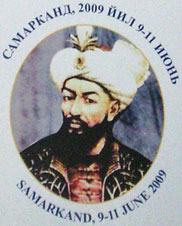 САМАРКАНД, 2009 ЙИЛ 9-11 ИЮНЬ
SAMARKAND, 9-11 JUNE 2009